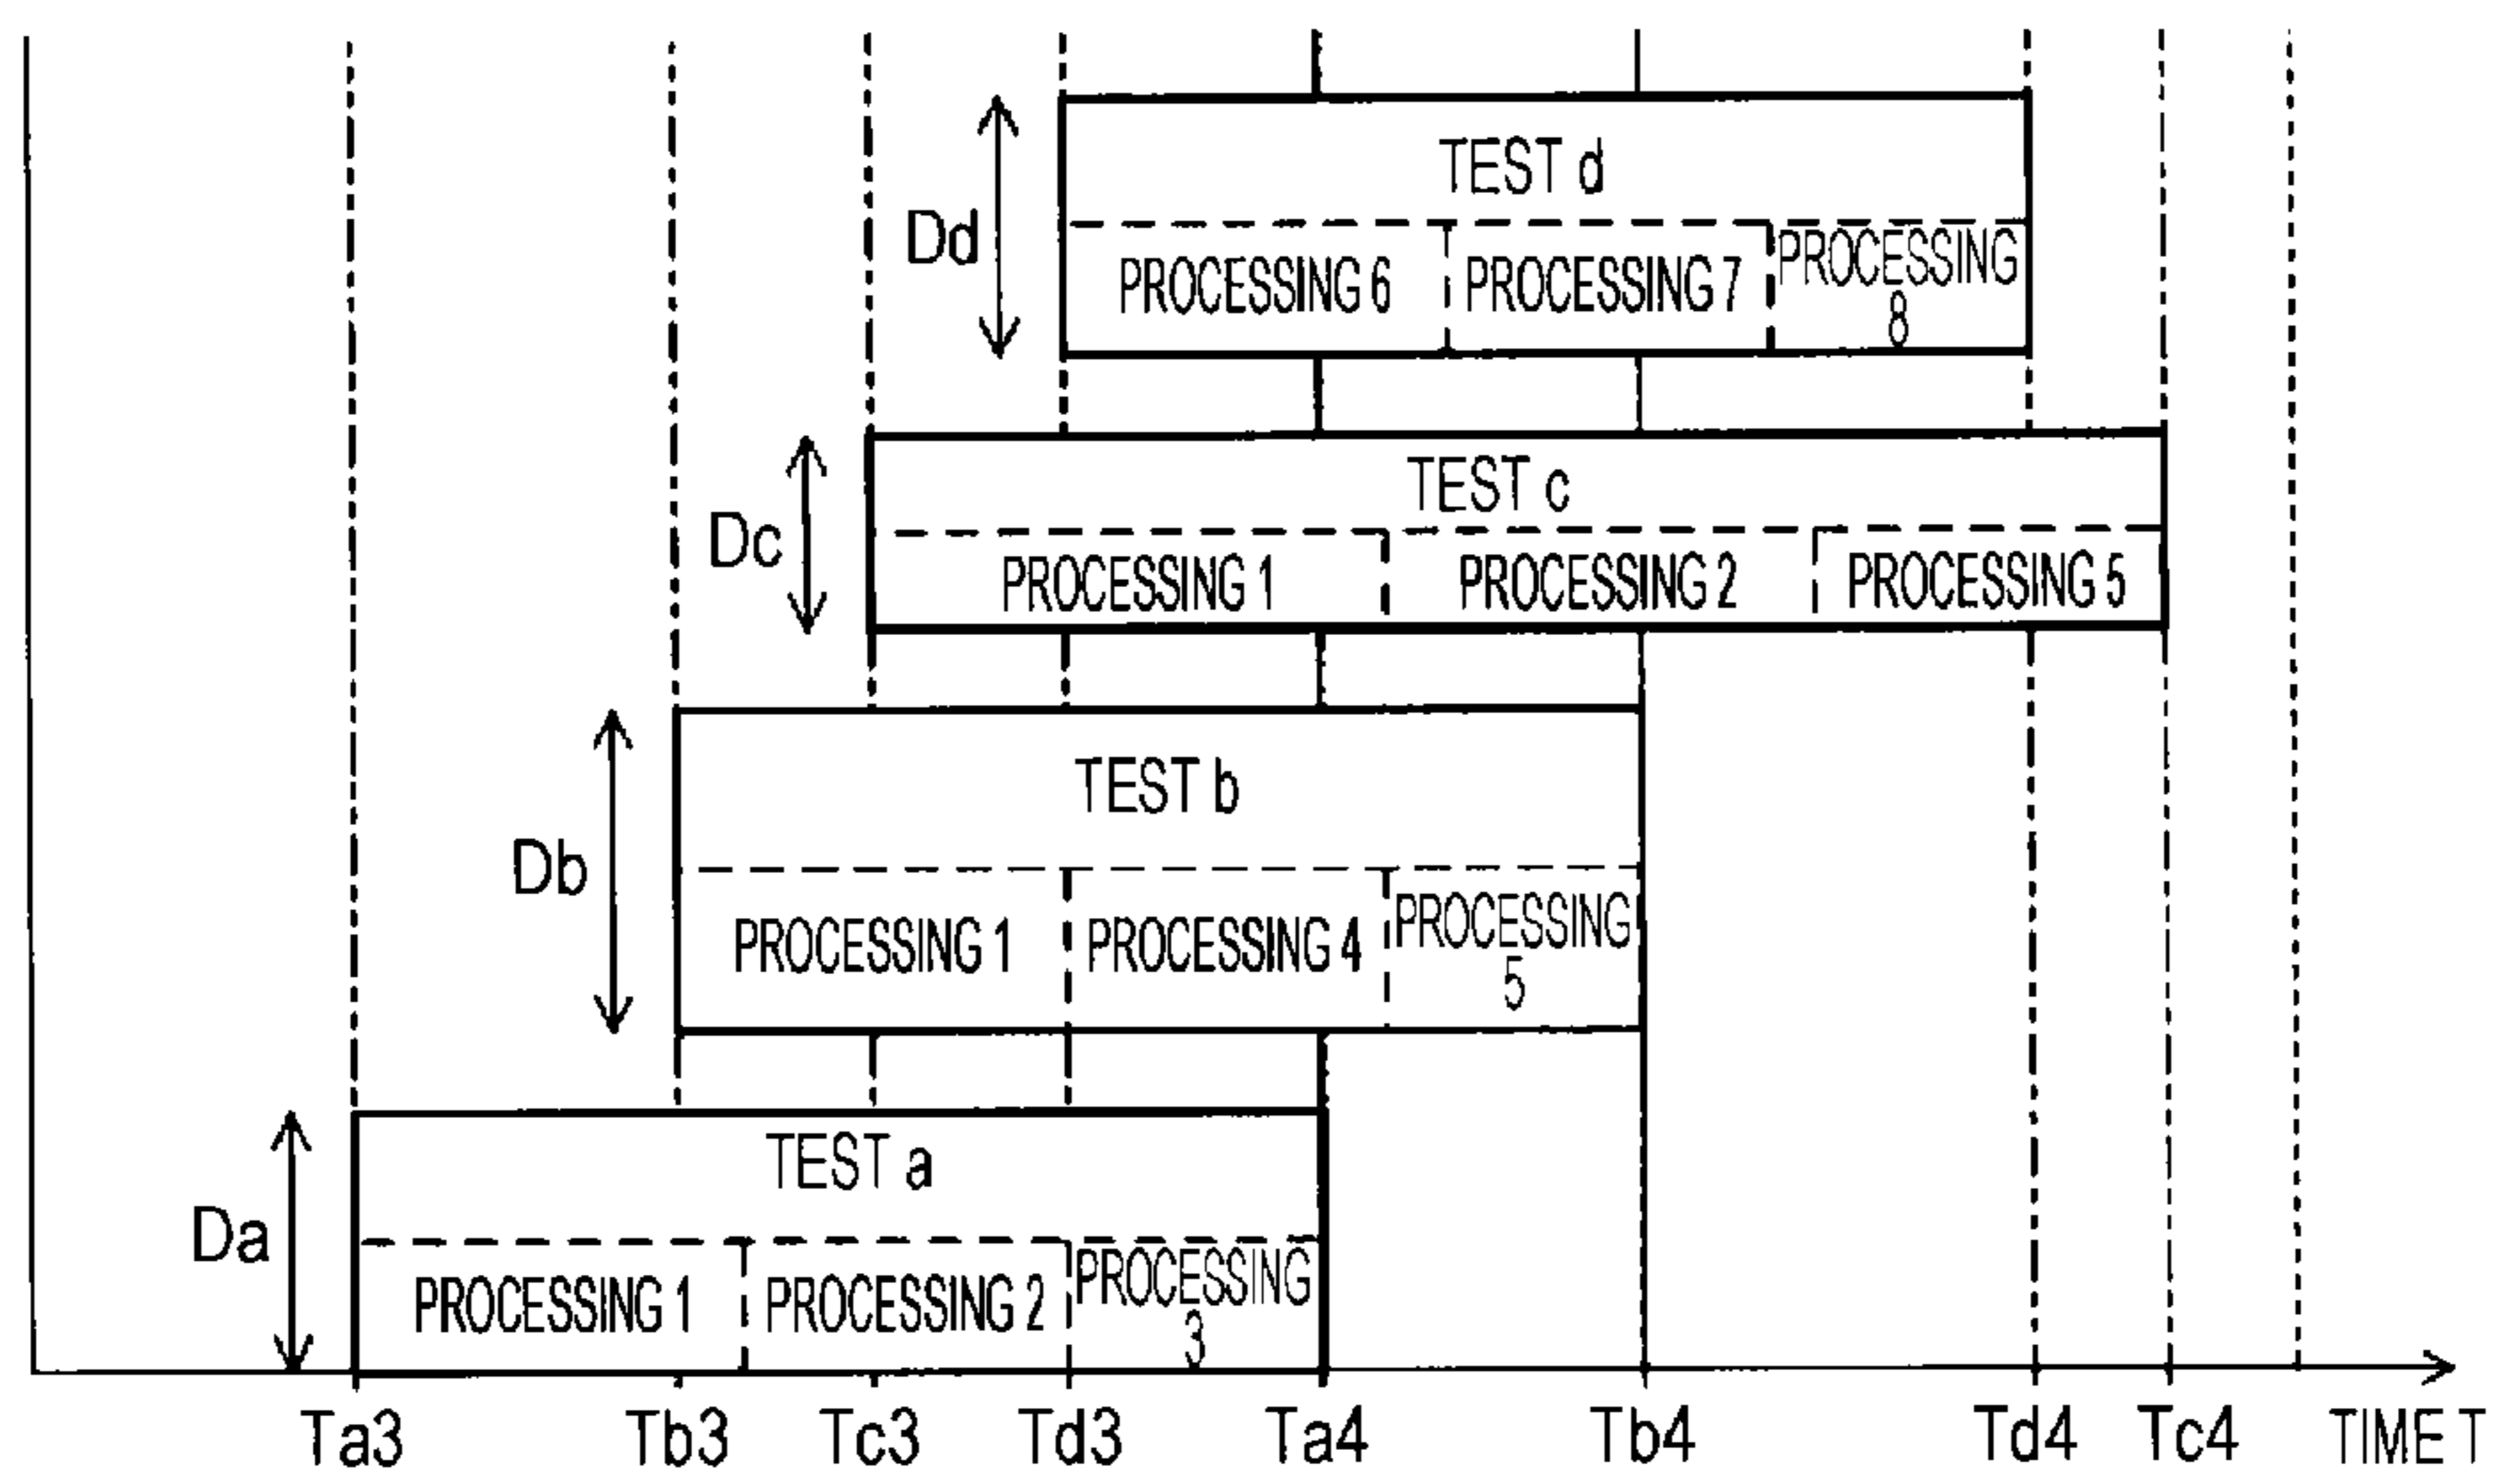 TEST d
Dd
PROCESSING 6
PROCESSING 7
PROCESSING
8
TEST c
Dc
PROCESSING 1
PROCESSING 2
PROCESSING 5
TEST b
Db
PROCESSING 1
PROCESSING 4
PROCESSING
5
TEST a
Da
PROCESSING 1
PROCESSING 2
PROCESSING
3
Ta3
Tb3
Tc3
Td3
Ta4
Tb4
Td4
Tc4
TIME T